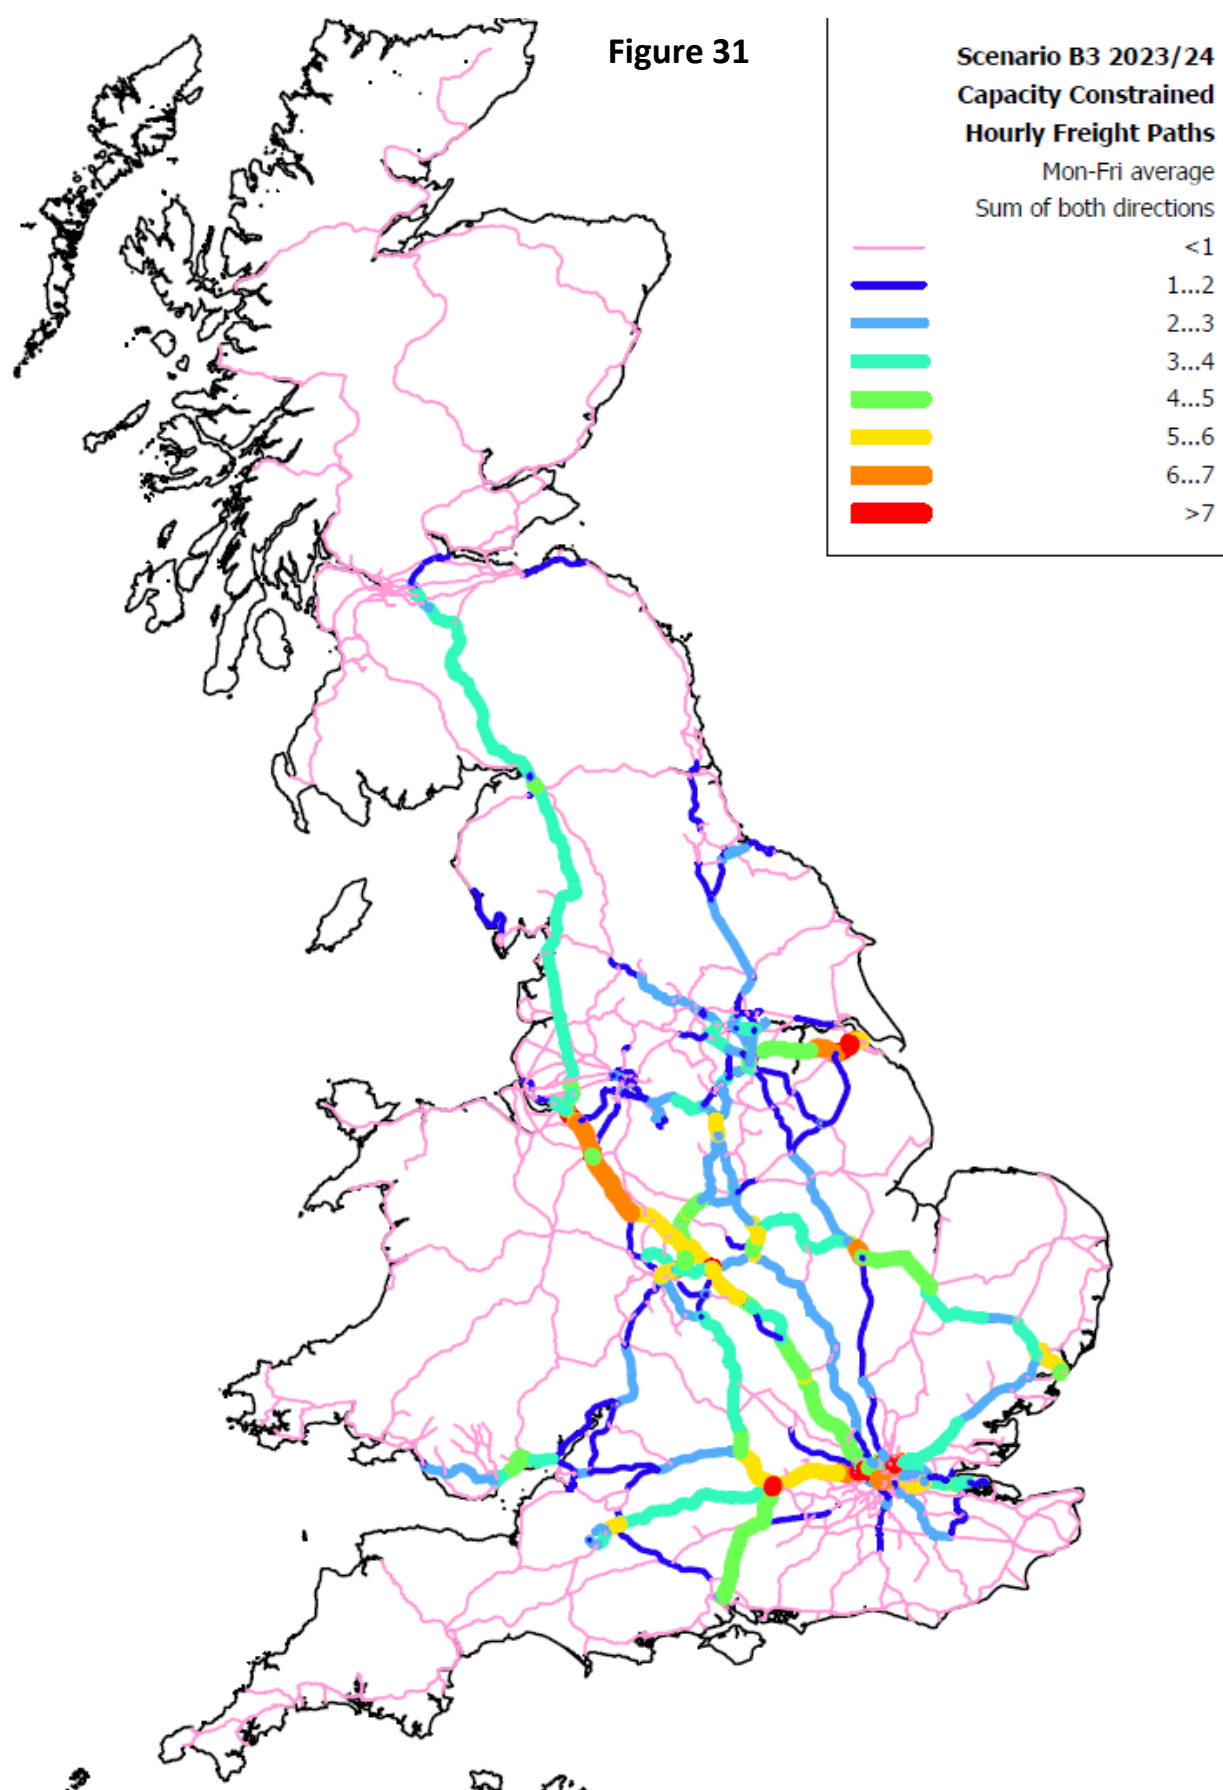 Figure 31
Scenario B3 2023/24
Capacity Constrained
Hourly Freight Paths
Mon-Fri average
Sum of both directions
<1
1...2
2...3
3...4
4...5
5...6
6...7
>7